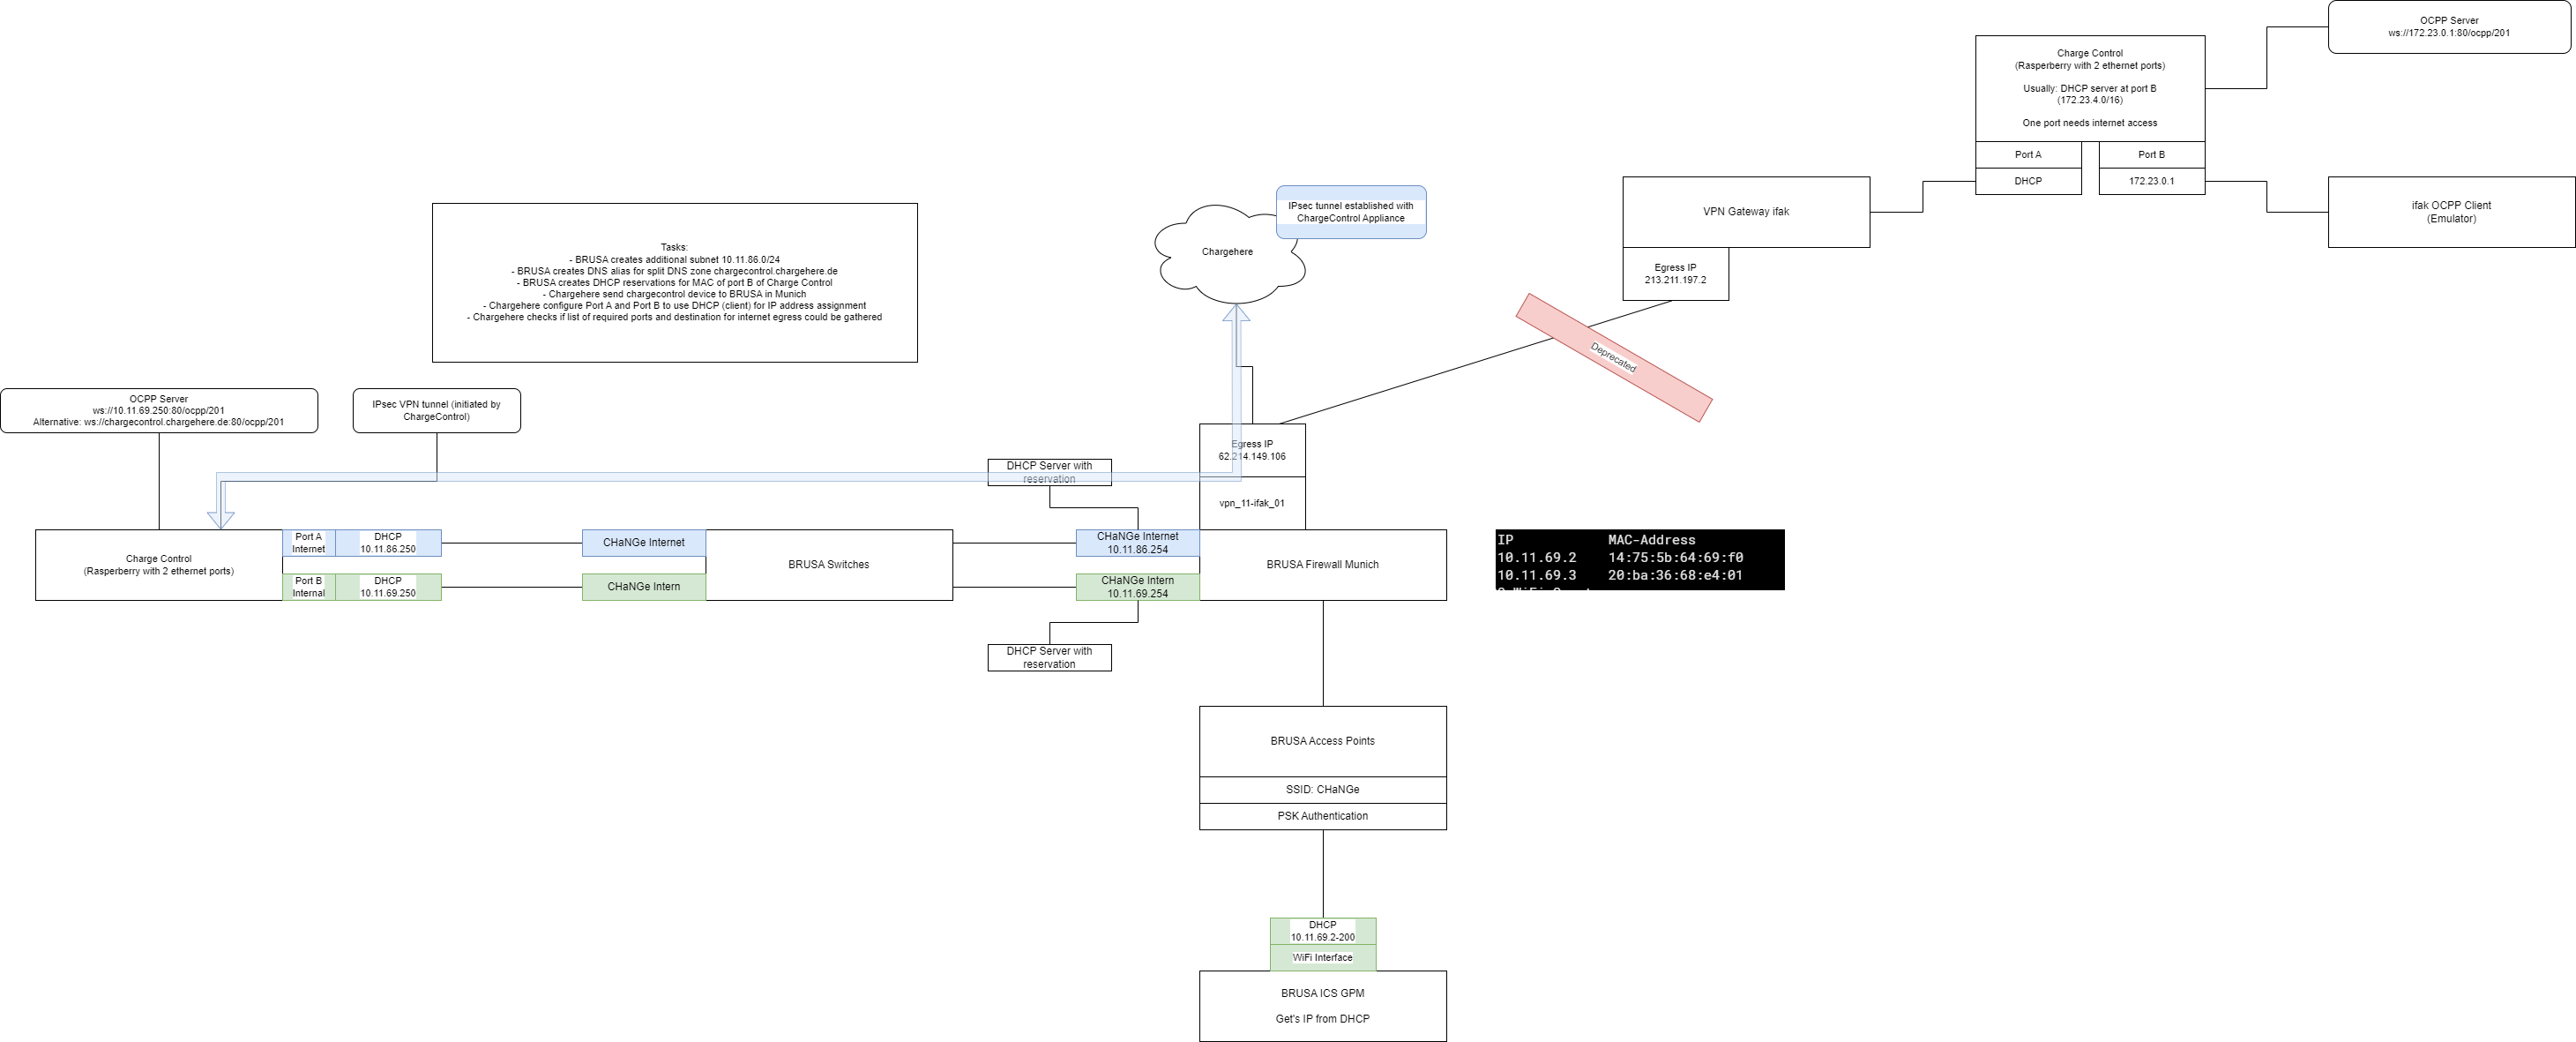 OCPP Server
ws://172.23.0.1:80/ocpp/201
Charge Control
(Rasperberry with 2 ethernet ports)
Usually: DHCP server at port B
(172.23.4.0/16)
One port needs internet access
Port A
Port B
DHCP
172.23.0.1
ifak OCPP Client
(Emulator)
VPN Gateway ifak
Egress IP
213.211.197.2
Deprecated
IPsec tunnel established with
ChargeControl Appliance
Chargehere
Tasks:
- BRUSA creates additional subnet 10.11.86.0/24
- BRUSA creates DNS alias for split DNS zone chargecontrol.chargehere.de
- BRUSA creates DHCP reservations for MAC of port B of Charge Control
- Chargehere send chargecontrol device to BRUSA in Munich
- Chargehere configure Port A and Port B to use DHCP (client) for IP address assignment
- Chargehere checks if list of required ports and destination for internet egress could be gathered
OCPP Server
ws://10.11.69.250:80/ocpp/201
Alternative: ws://chargecontrol.chargehere.de:80/ocpp/201
IPsec VPN tunnel (initiated by
ChargeControl)
Egress IP
62.214.149.106
vpn_11-ifak_01
DHCP Server with
reservation
Charge Control
(Rasperberry with 2 ethernet ports)
Port A
Internet
DHCP
10.11.86.250
Port B
Internal
DHCP
10.11.69.250
CHaNGe Internet
CHaNGe Intern
BRUSA Switches
CHaNGe Internet
10.11.86.254
CHaNGe Intern
10.11.69.254
BRUSA Firewall Munich
DHCP Server with
reservation
IP MAC-Address
10.11.69.2 14:75:5b:64:69:f0
10.11.69.3 20:ba:36:68:e4:01
BRUSA Access Points
SSID: CHaNGe
PSK Authentication
DHCP
10.11.69.2-200
WiFi Interface
BRUSA ICS GPM
Get's IP from DHCP